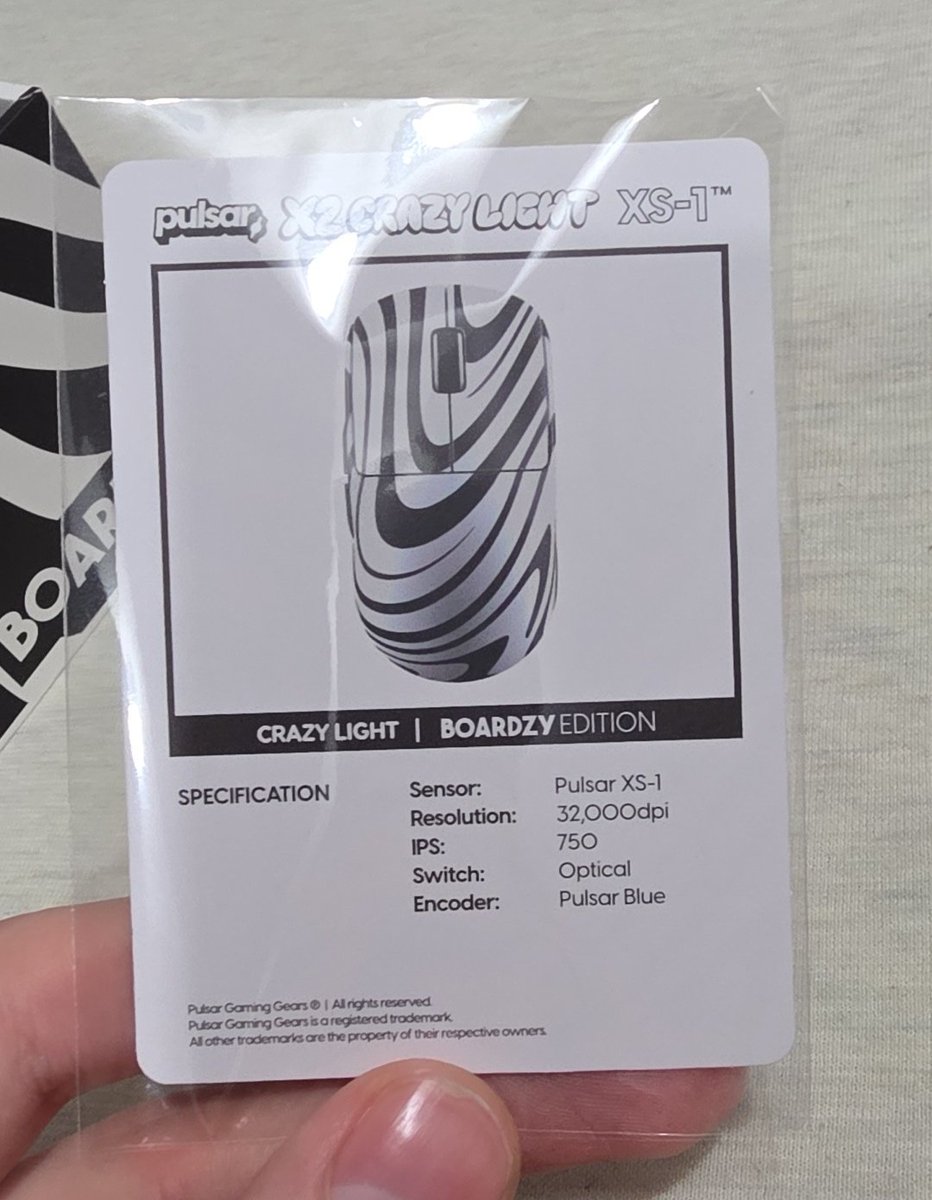 pulsar X2 CRAZY LIGHT XS-1™
CRAZY LIGHT | BOARDZY EDITION
SPECIFICATION
Sensor: Pulsar XS-1
Resolution: 32,000dpi
IPS: 750
Switch: Optical
Encoder: Pulsar Blue
Pulsar Gaming Gears ® | All rights reserved.
Pulsar Gaming Gears is a registered trademark.
All other trademarks are the property of their respective owners.
BOAR